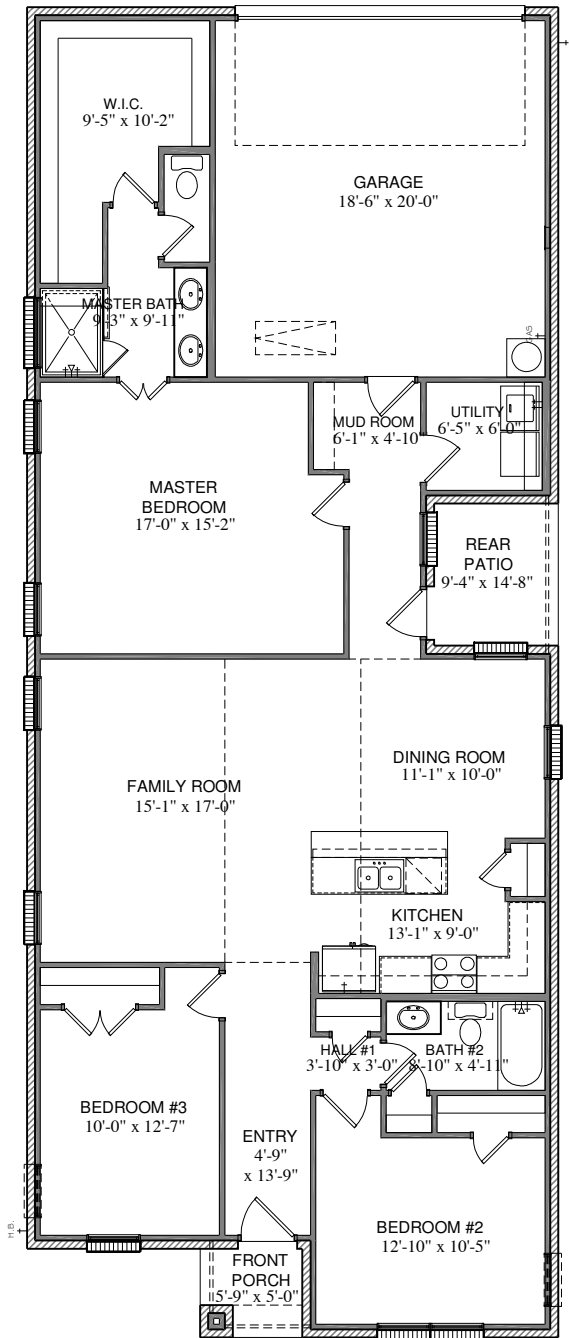 W.I.C.
9'-5" x 10'-2"
GARAGE
18'-6" x 20'-0"
MASTER BATH
9'-3" x 9'-11"
GAS
MUD ROOM
6'-1" x 4'-10
UTILITY
6'-5" x 6'-0"
MASTER
BEDROOM
17'-0" x 15'-2"
REAR
PATIO
9'-4" x 14'-8"
DINING ROOM
11'-1" x 10'-0"
FAMILY ROOM
15'-1" x 17'-0"
KITCHEN
13'-1" x 9'-0"
HALL #1
3'-10" x 3'-0"
BATH #2
8'-10" x 4'-11"
BEDROOM #3
10'-0" x 12'-7"
ENTRY
4'-9"
x 13'-9"
H.B.
BEDROOM #2
12'-10" x 10'-5"
FRONT
PORCH
5'-9" x 5'-0"